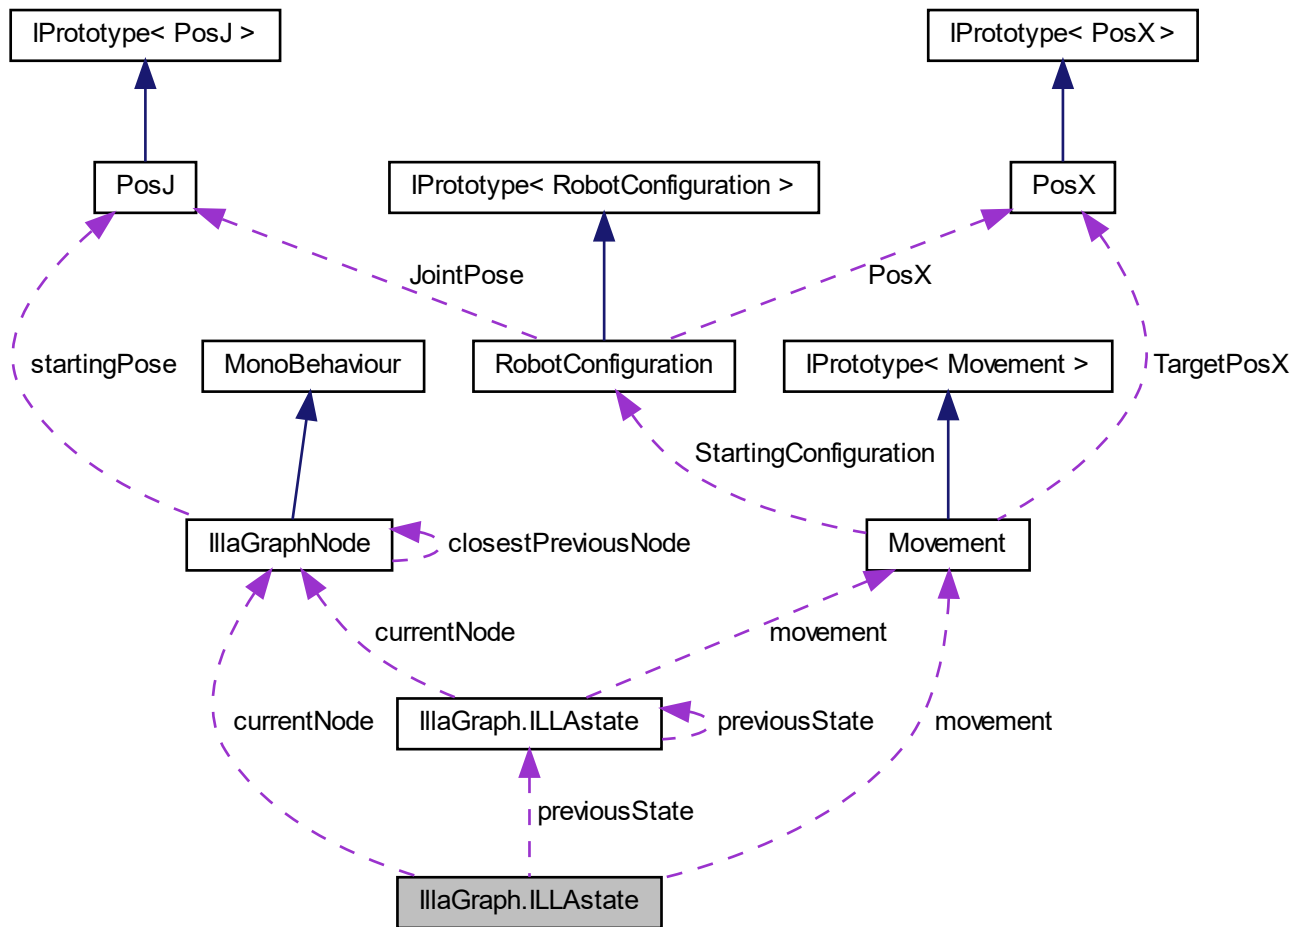 IPrototype< PosJ >
IPrototype< PosX >
PosJ
IPrototype< RobotConfiguration >
PosX
JointPose
PosX
startingPose
MonoBehaviour
RobotConfiguration
IPrototype< Movement >
TargetPosX
StartingConfiguration
IllaGraphNode
closestPreviousNode
Movement
currentNode
movement
currentNode
IllaGraph.ILLAstate
previousState
movement
previousState
IllaGraph.ILLAstate